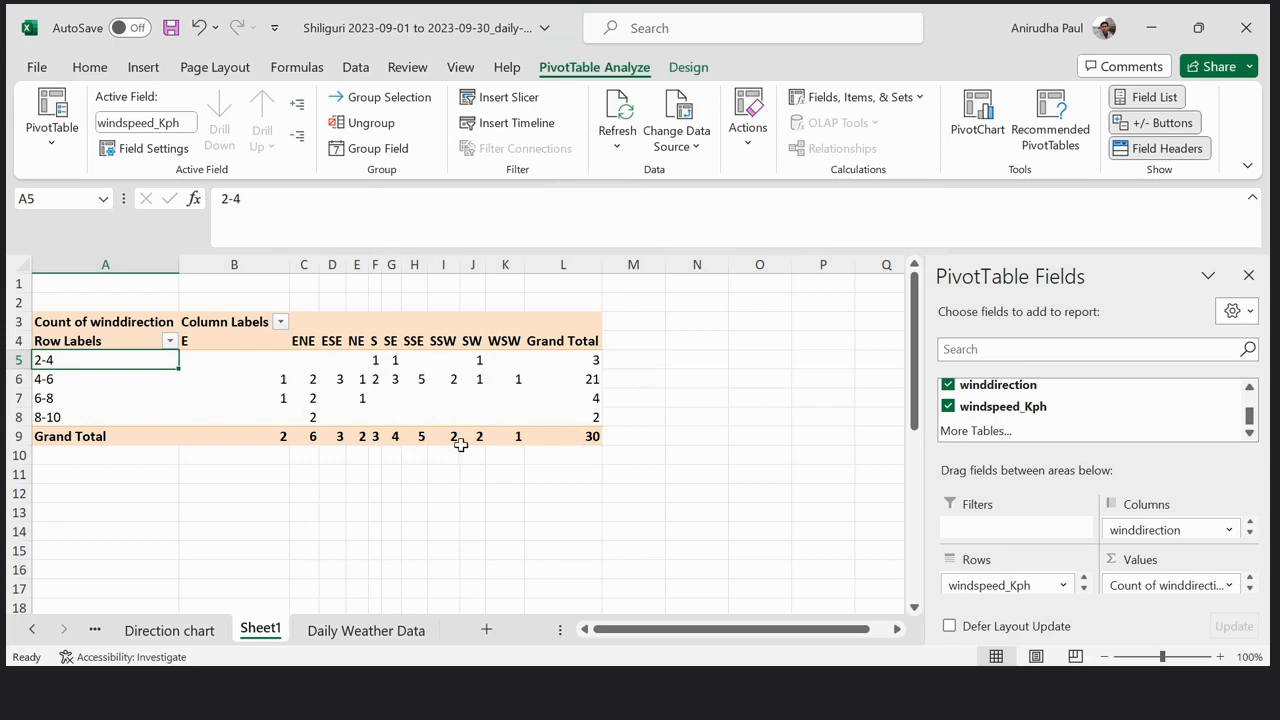 AutoSave Off Shiliguri 2023-09-01 to 2023-09-30_daily-... Search Anirudha Paul
File Home Insert Page Layout Formulas Data Review View Help PivotTable Analyze Design Comments Share
PivotTable
Active Field:
windspeed_Kph
Field Settings
Drill Down
Drill Up
Active Field
Group Selection
Ungroup
Group Field
Group
Insert Slicer
Insert Timeline
Filter Connections
Filter
Refresh
Change Data Source
Data
Actions
Fields, Items, & Sets
OLAP Tools
Relationships
Calculations
PivotChart
Recommended PivotTables
Tools
Field List
+/- Buttons
Field Headers
Show
A5 fx 2-4
A B C D E F G H I J K L M N O P Q
1
2
3 Count of winddirection Column Labels
4 Row Labels E ENE ESE NE S SE SSE SSW SW WSW Grand Total
5 2-4 1 1 1 3
6 4-6 1 2 3 1 2 3 5 2 1 1 21
7 6-8 1 2 1 4
8 8-10 2 2
9 Grand Total 2 6 3 2 3 4 5 2 2 1 30
10
11
12
13
14
15
16
17
18
PivotTable Fields
Choose fields to add to report:
Search
winddirection
windspeed_Kph
More Tables...
Drag fields between areas below:
Filters
Columns
winddirection
Rows
windspeed_Kph
Values
Count of winddirecti...
Defer Layout Update Update
... Direction chart Sheet1 Daily Weather Data
Ready Accessibility: Investigate 100%